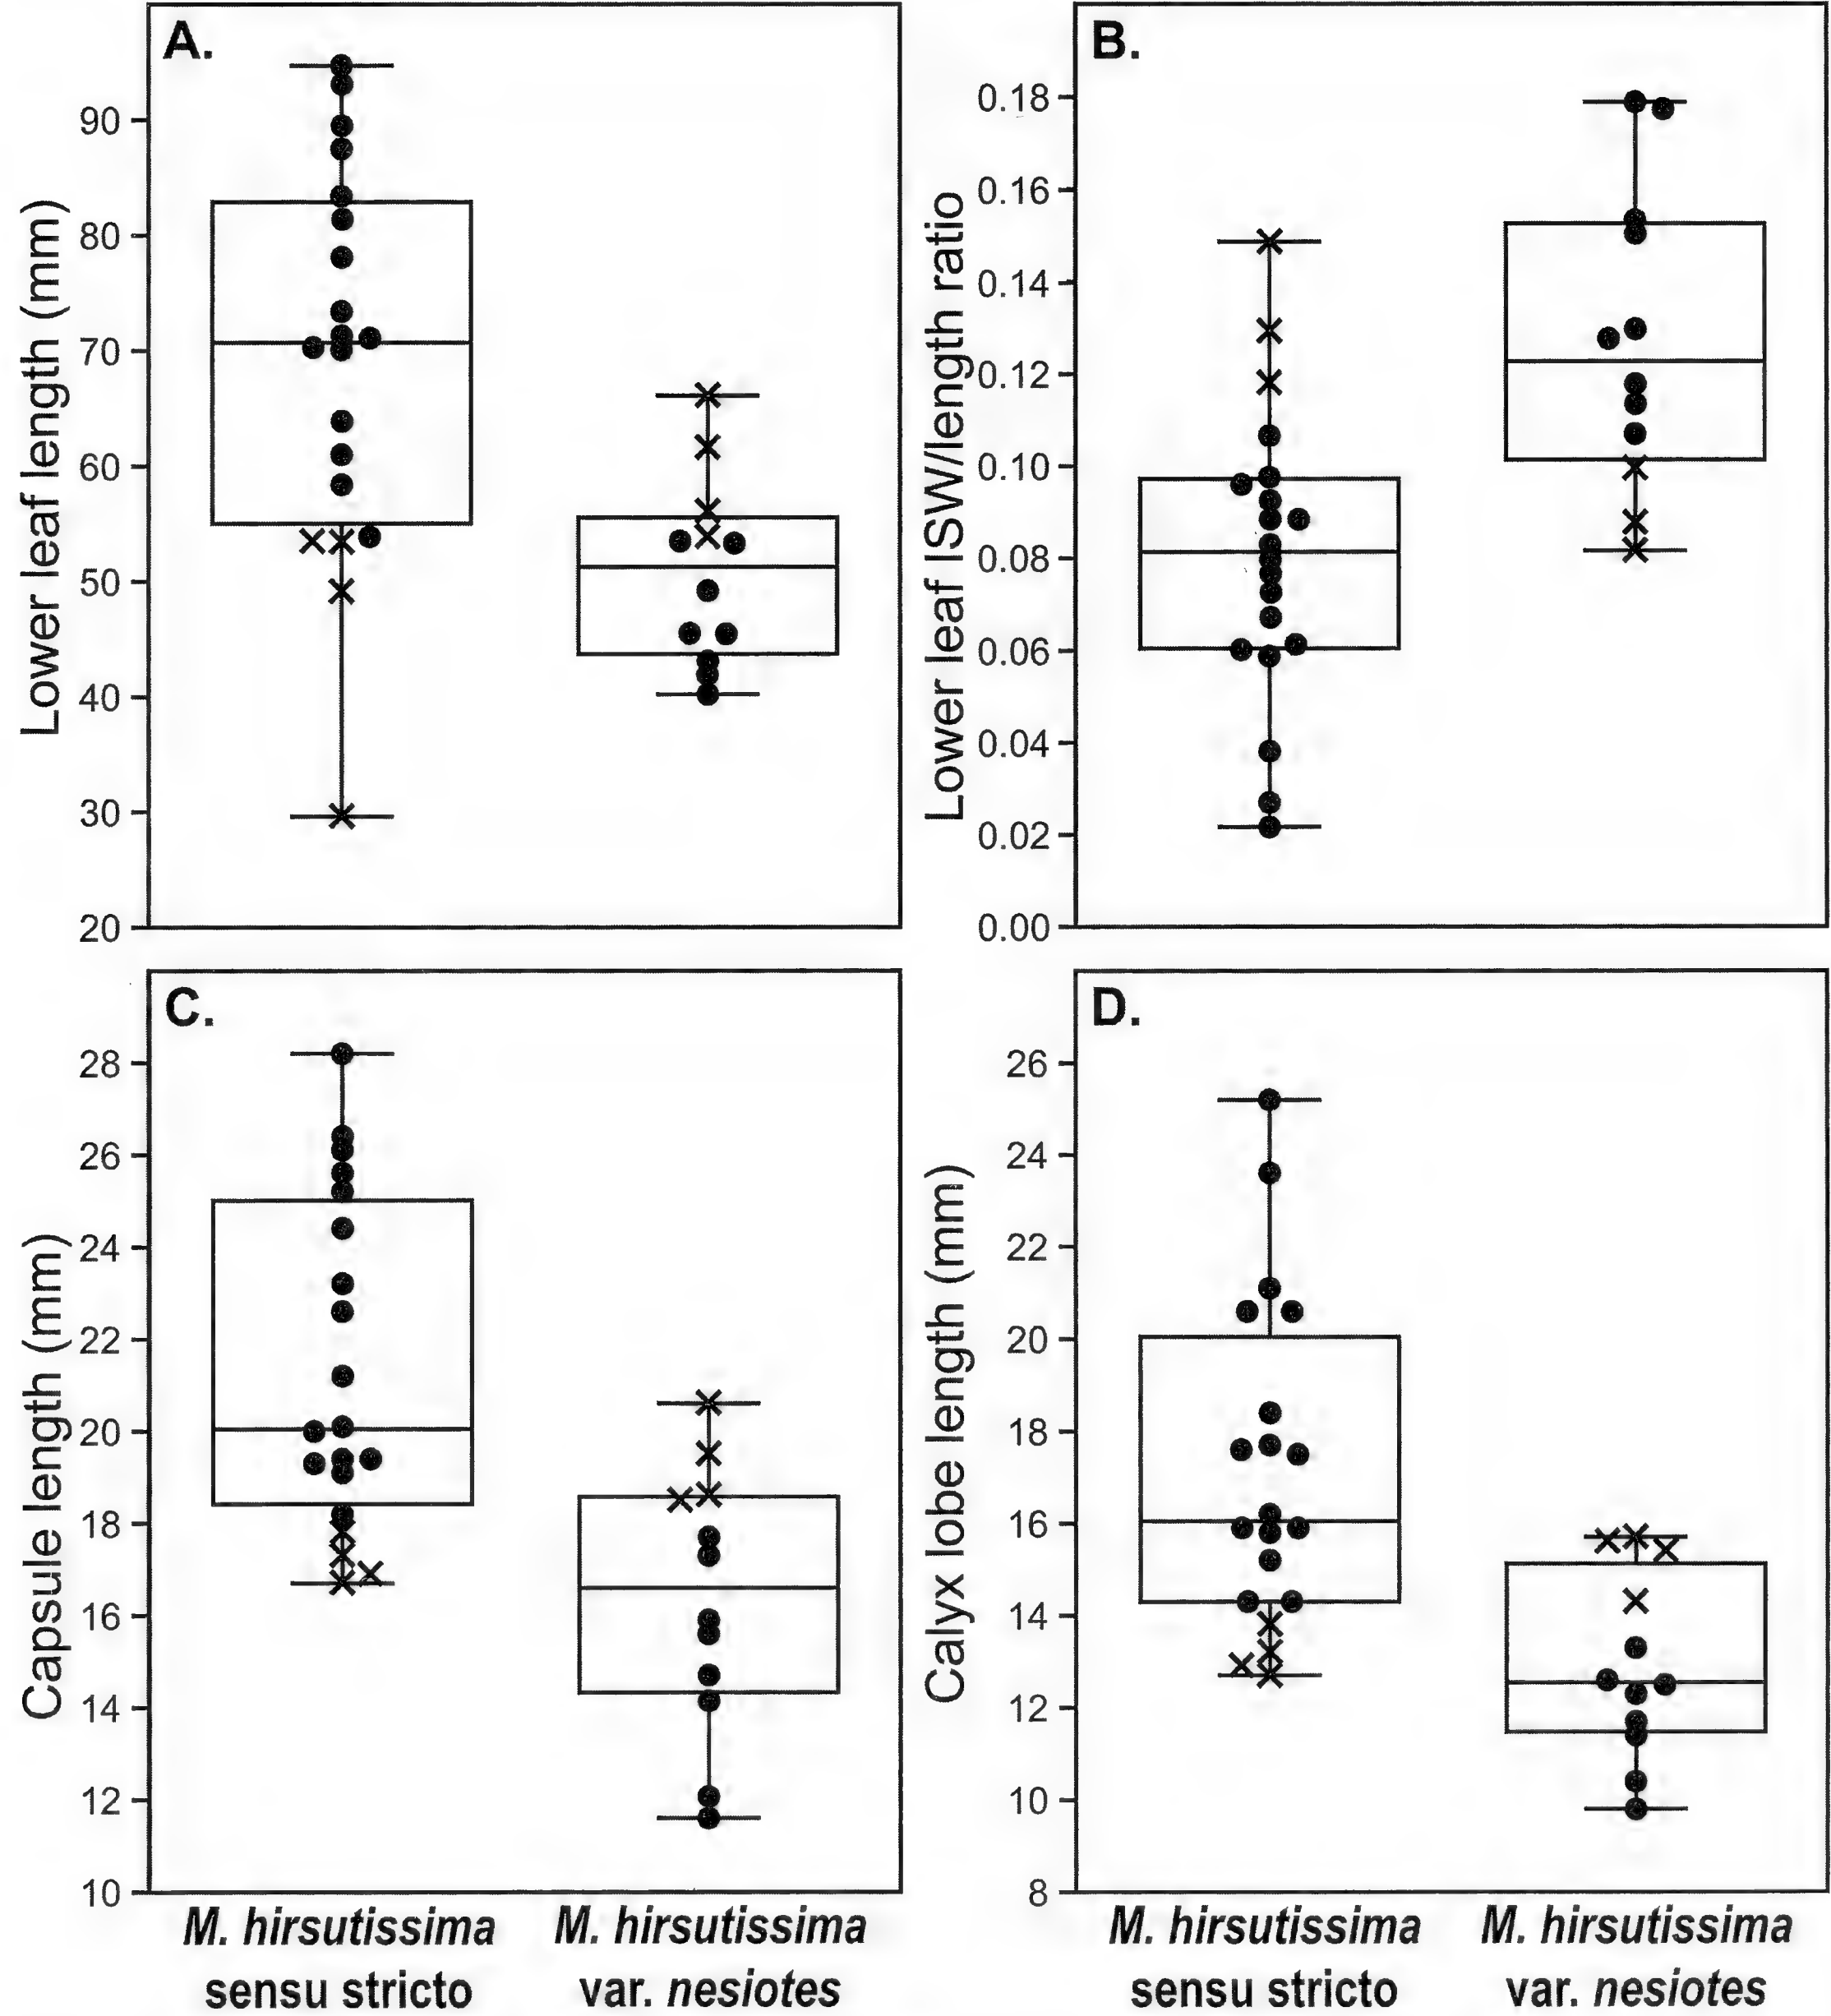 A.
Lower leaf length (mm)
90
80
70
60
50
40
30
20
B.
Lower leaf ISW/length ratio
0.18
0.16
0.14
0.12
0.10
0.08
0.06
0.04
0.02
0.00
C.
Capsule length (mm)
28
26
24
22
20
18
16
14
12
10
M. hirsutissima
sensu stricto
M. hirsutissima
var. nesiotes
D.
Calyx lobe length (mm)
26
24
22
20
18
16
14
12
10
8
M. hirsutissima
sensu stricto
M. hirsutissima
var. nesiotes